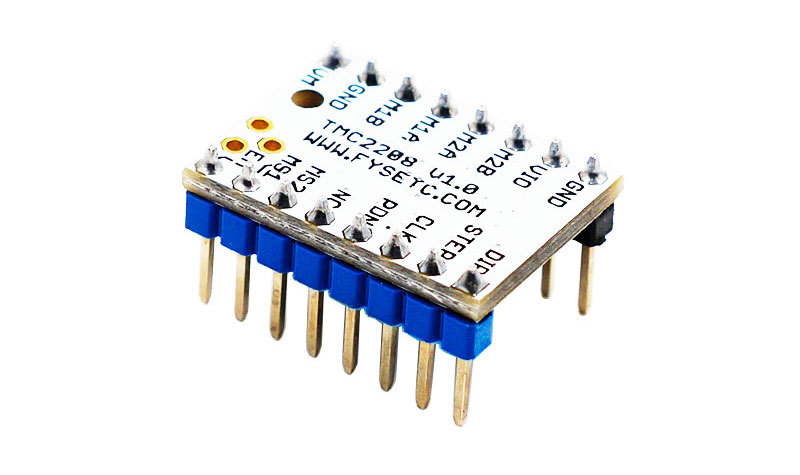 VM
GND
M1B
M1A
M2A
M2B
VIO
GND
TMC2208 V1.0
WWW.FYSETC.COM
MS1
MS2
NC
PDN
CLK
STEP
DIR